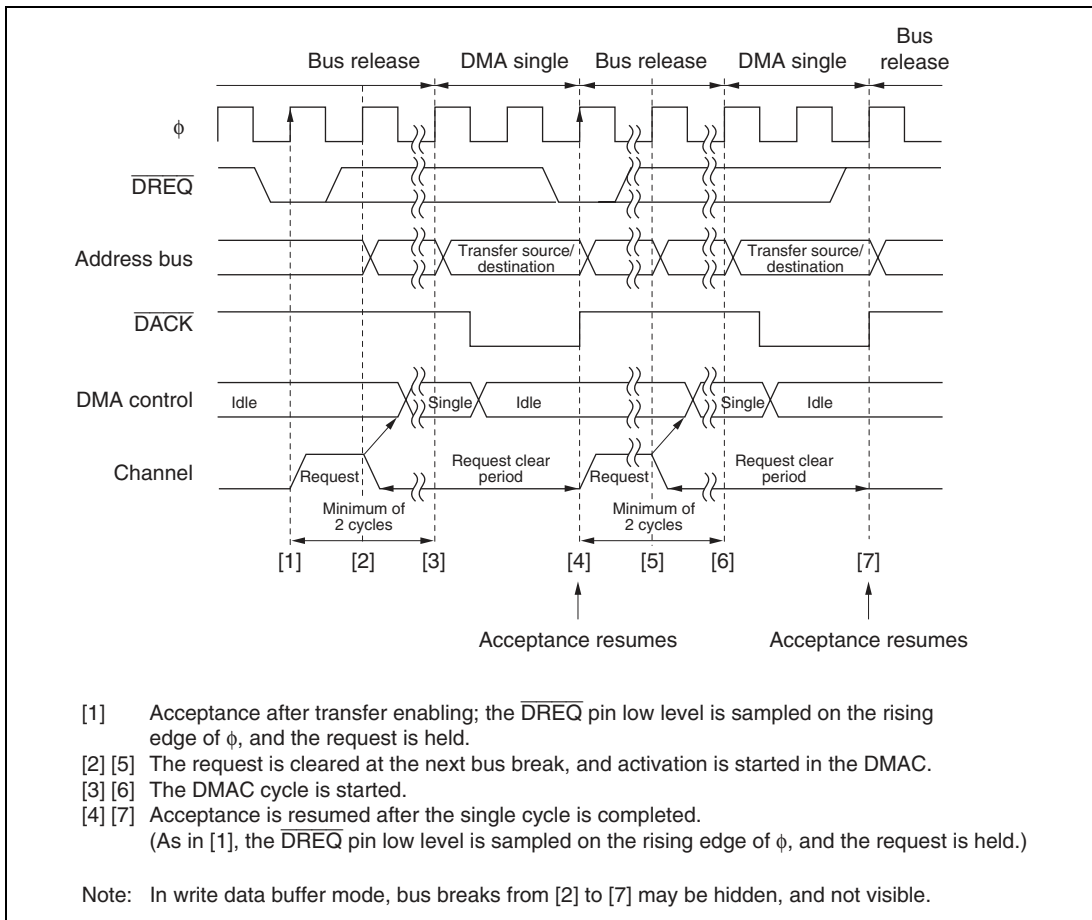 Bus release
DMA single
Bus release
DMA single
Bus
release
ϕ
DREQ
Address bus
Transfer source/
destination
Transfer source/
destination
DACK
DMA control
Idle
Single
Idle
Single
Idle
Channel
Request
Request clear
period
Request
Request clear
period
Minimum of
2 cycles
Minimum of
2 cycles
[1] [2] [3] [4] [5] [6] [7]
Acceptance resumes
Acceptance resumes
[1] Acceptance after transfer enabling; the DREQ pin low level is sampled on the rising
edge of ϕ, and the request is held.
[2] [5] The request is cleared at the next bus break, and activation is started in the DMAC.
[3] [6] The DMAC cycle is started.
[4] [7] Acceptance is resumed after the single cycle is completed.
(As in [1], the DREQ pin low level is sampled on the rising edge of ϕ, and the request is held.)
Note: In write data buffer mode, bus breaks from [2] to [7] may be hidden, and not visible.